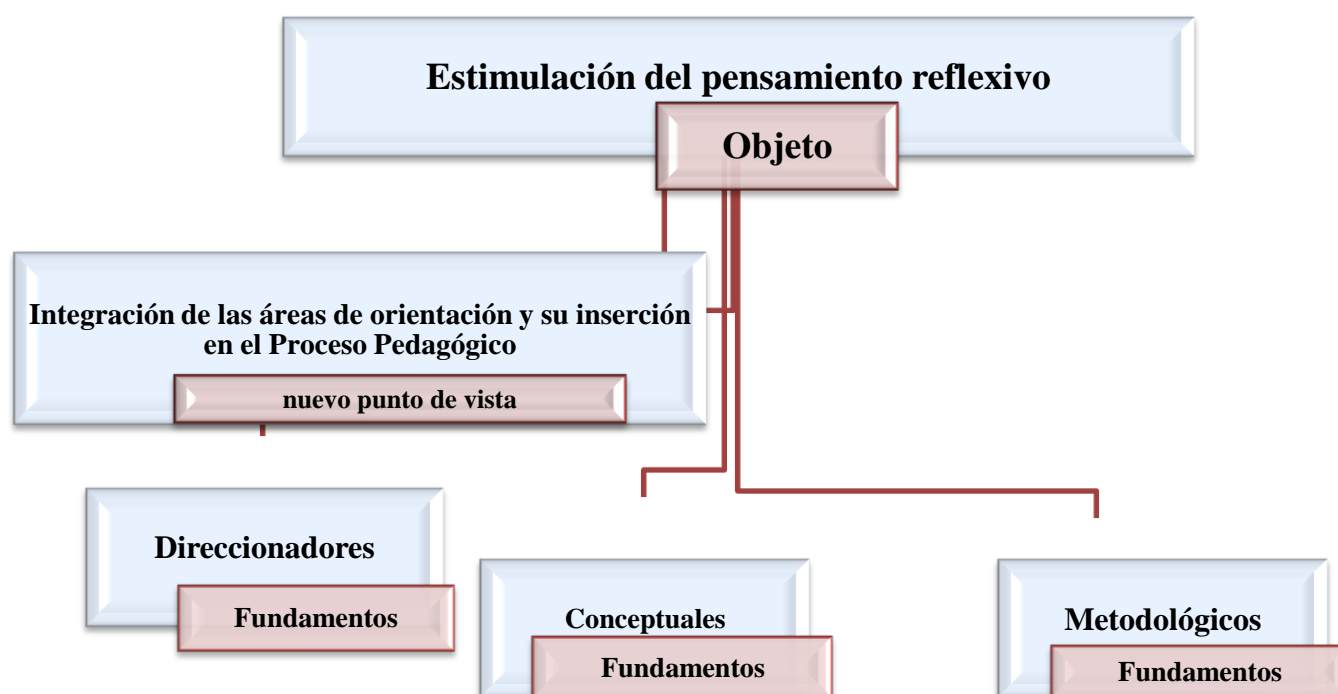 Estimulación del pensamiento reflexivo
Objeto
Integración de las áreas de orientación y su inserción
en el Proceso Pedagógico
nuevo punto de vista
Direccionadores
Fundamentos
Conceptuales
Fundamentos
Metodológicos
Fundamentos